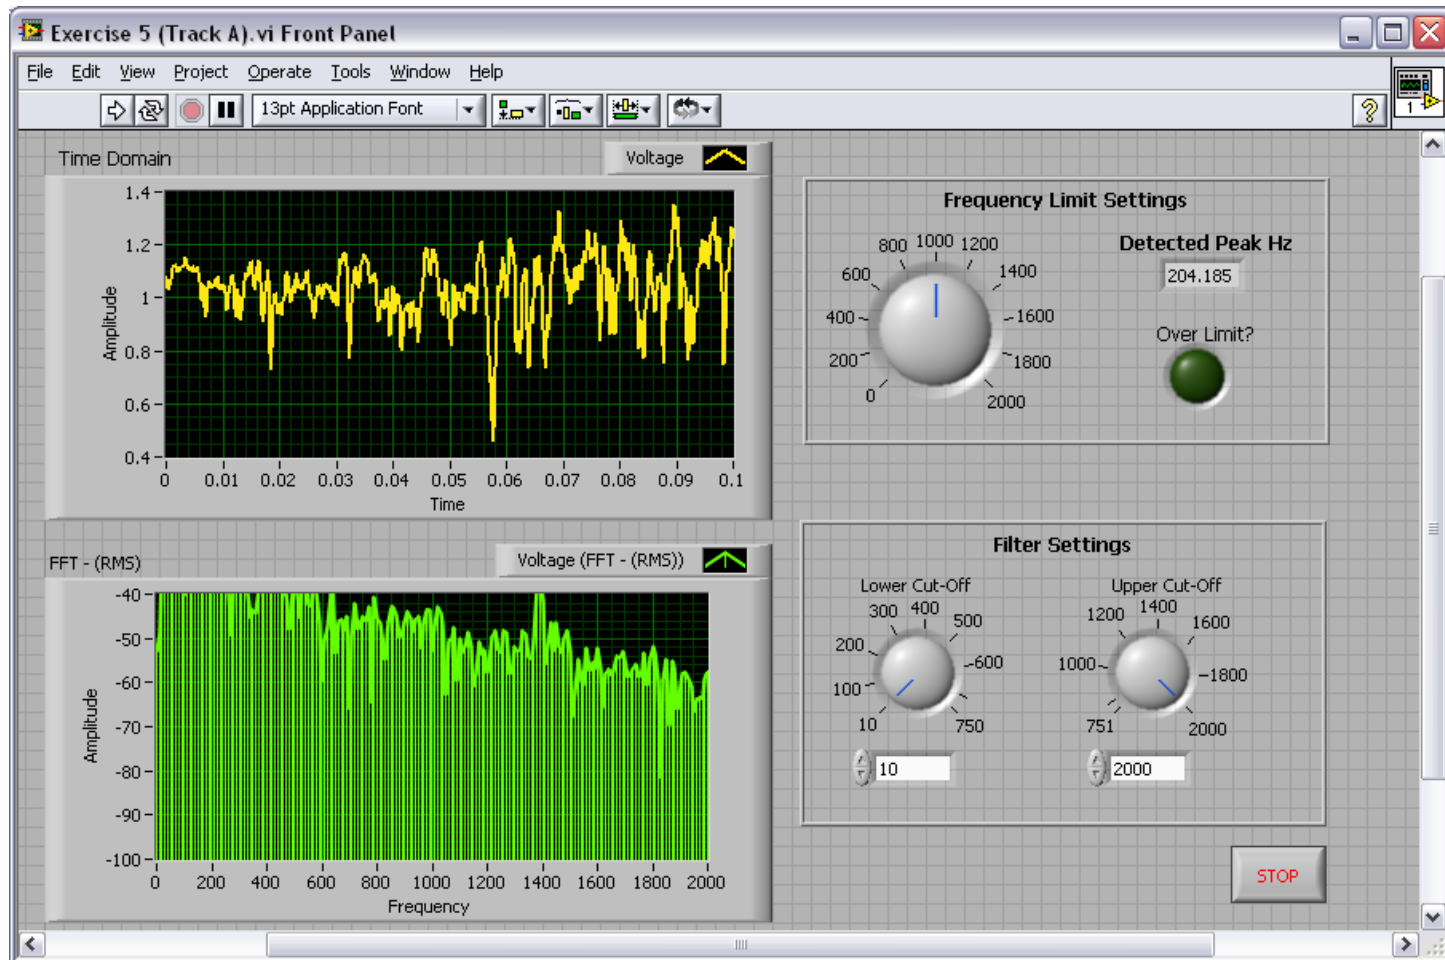 Exercise 5 (Track A).vi Front Panel
File Edit View Project Operate Tools Window Help
13pt Application Font
?
1
Time Domain
Voltage
1.4
1.2
1
0.8
0.6
0.4
Amplitude
0 0.01 0.02 0.03 0.04 0.05 0.06 0.07 0.08 0.09 0.1
Time
Frequency Limit Settings
0 200 400 600 800 1000 1200 1400 1600 1800 2000
Detected Peak Hz
204.185
Over Limit?
FFT - (RMS)
Voltage (FFT - (RMS))
-40
-50
-60
-70
-80
-90
-100
Amplitude
0 200 400 600 800 1000 1200 1400 1600 1800 2000
Frequency
Filter Settings
Lower Cut-Off
10 100 200 300 400 500 600 750
10
Upper Cut-Off
751 1000 1200 1400 1600 1800 2000
2000
STOP